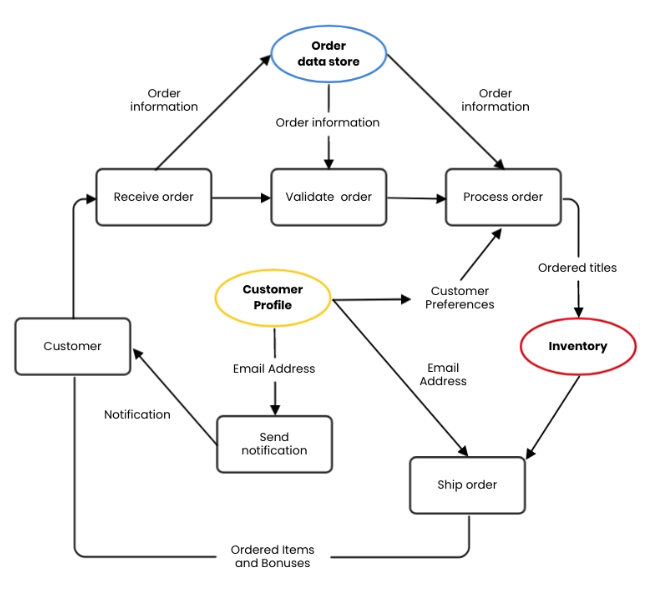 Order
data store
Order
information
Order
information
Order information
Receive order
Validate order
Process order
Ordered titles
Customer
Profile
Customer
Preferences
Customer
Inventory
Email Address
Email
Address
Notification
Send
notification
Ship order
Ordered Items
and Bonuses